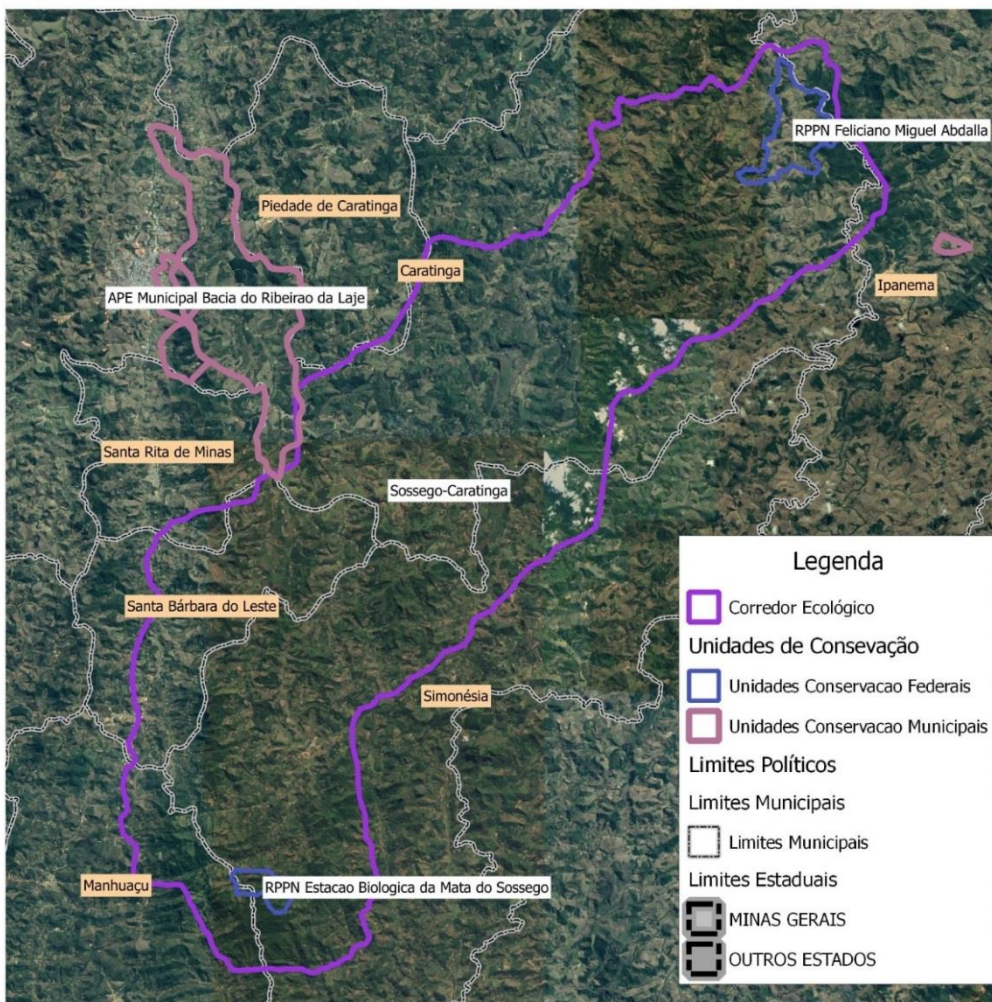 RPPN Feliciano Miguel Abdalla
Piedade de Caratinga
Caratinga
Ipanema
APE Municipal Bacia do Ribeirao da Laje
Santa Rita de Minas
Sossego-Caratinga
Santa Bárbara do Leste
Simonésia
Manhuaçu
RPPN Estacao Biologica da Mata do Sossego
Legenda
Corredor Ecológico
Unidades de Consevação
Unidades Conservacao Federais
Unidades Conservacao Municipais
Limites Políticos
Limites Municipais
Limites Municipais
Limites Estaduais
MINAS GERAIS
OUTROS ESTADOS